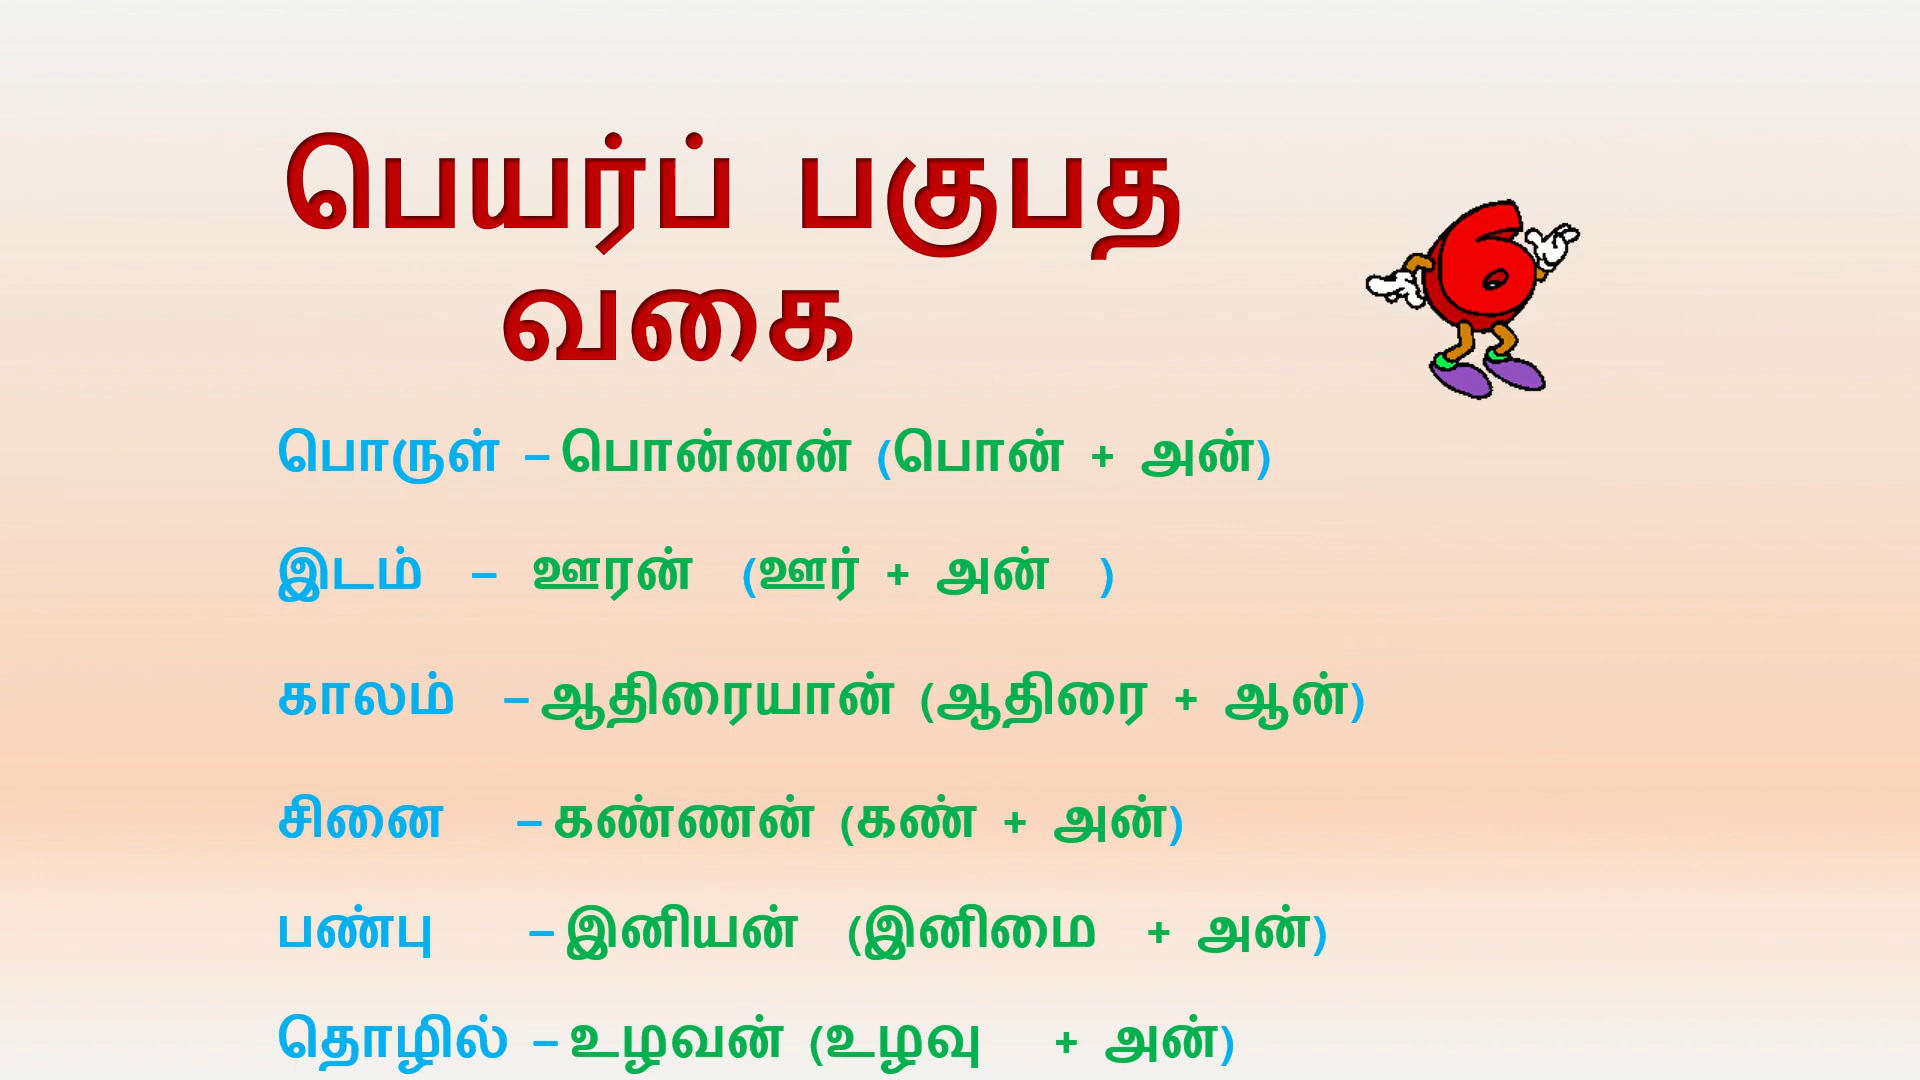 பெயர்ப் பகுபத
வகை
6
பொருள் – பொன்னன் (பொன் + அன்)
இடம் – ஊரன் (ஊர் + அன் )
காலம் – ஆதிரையான் (ஆதிரை + ஆன்)
சினை – கண்ணன் (கண் + அன்)
பண்பு – இனியன் (இனிமை + அன்)
தொழில் – உழவன் (உழவு + அன்)